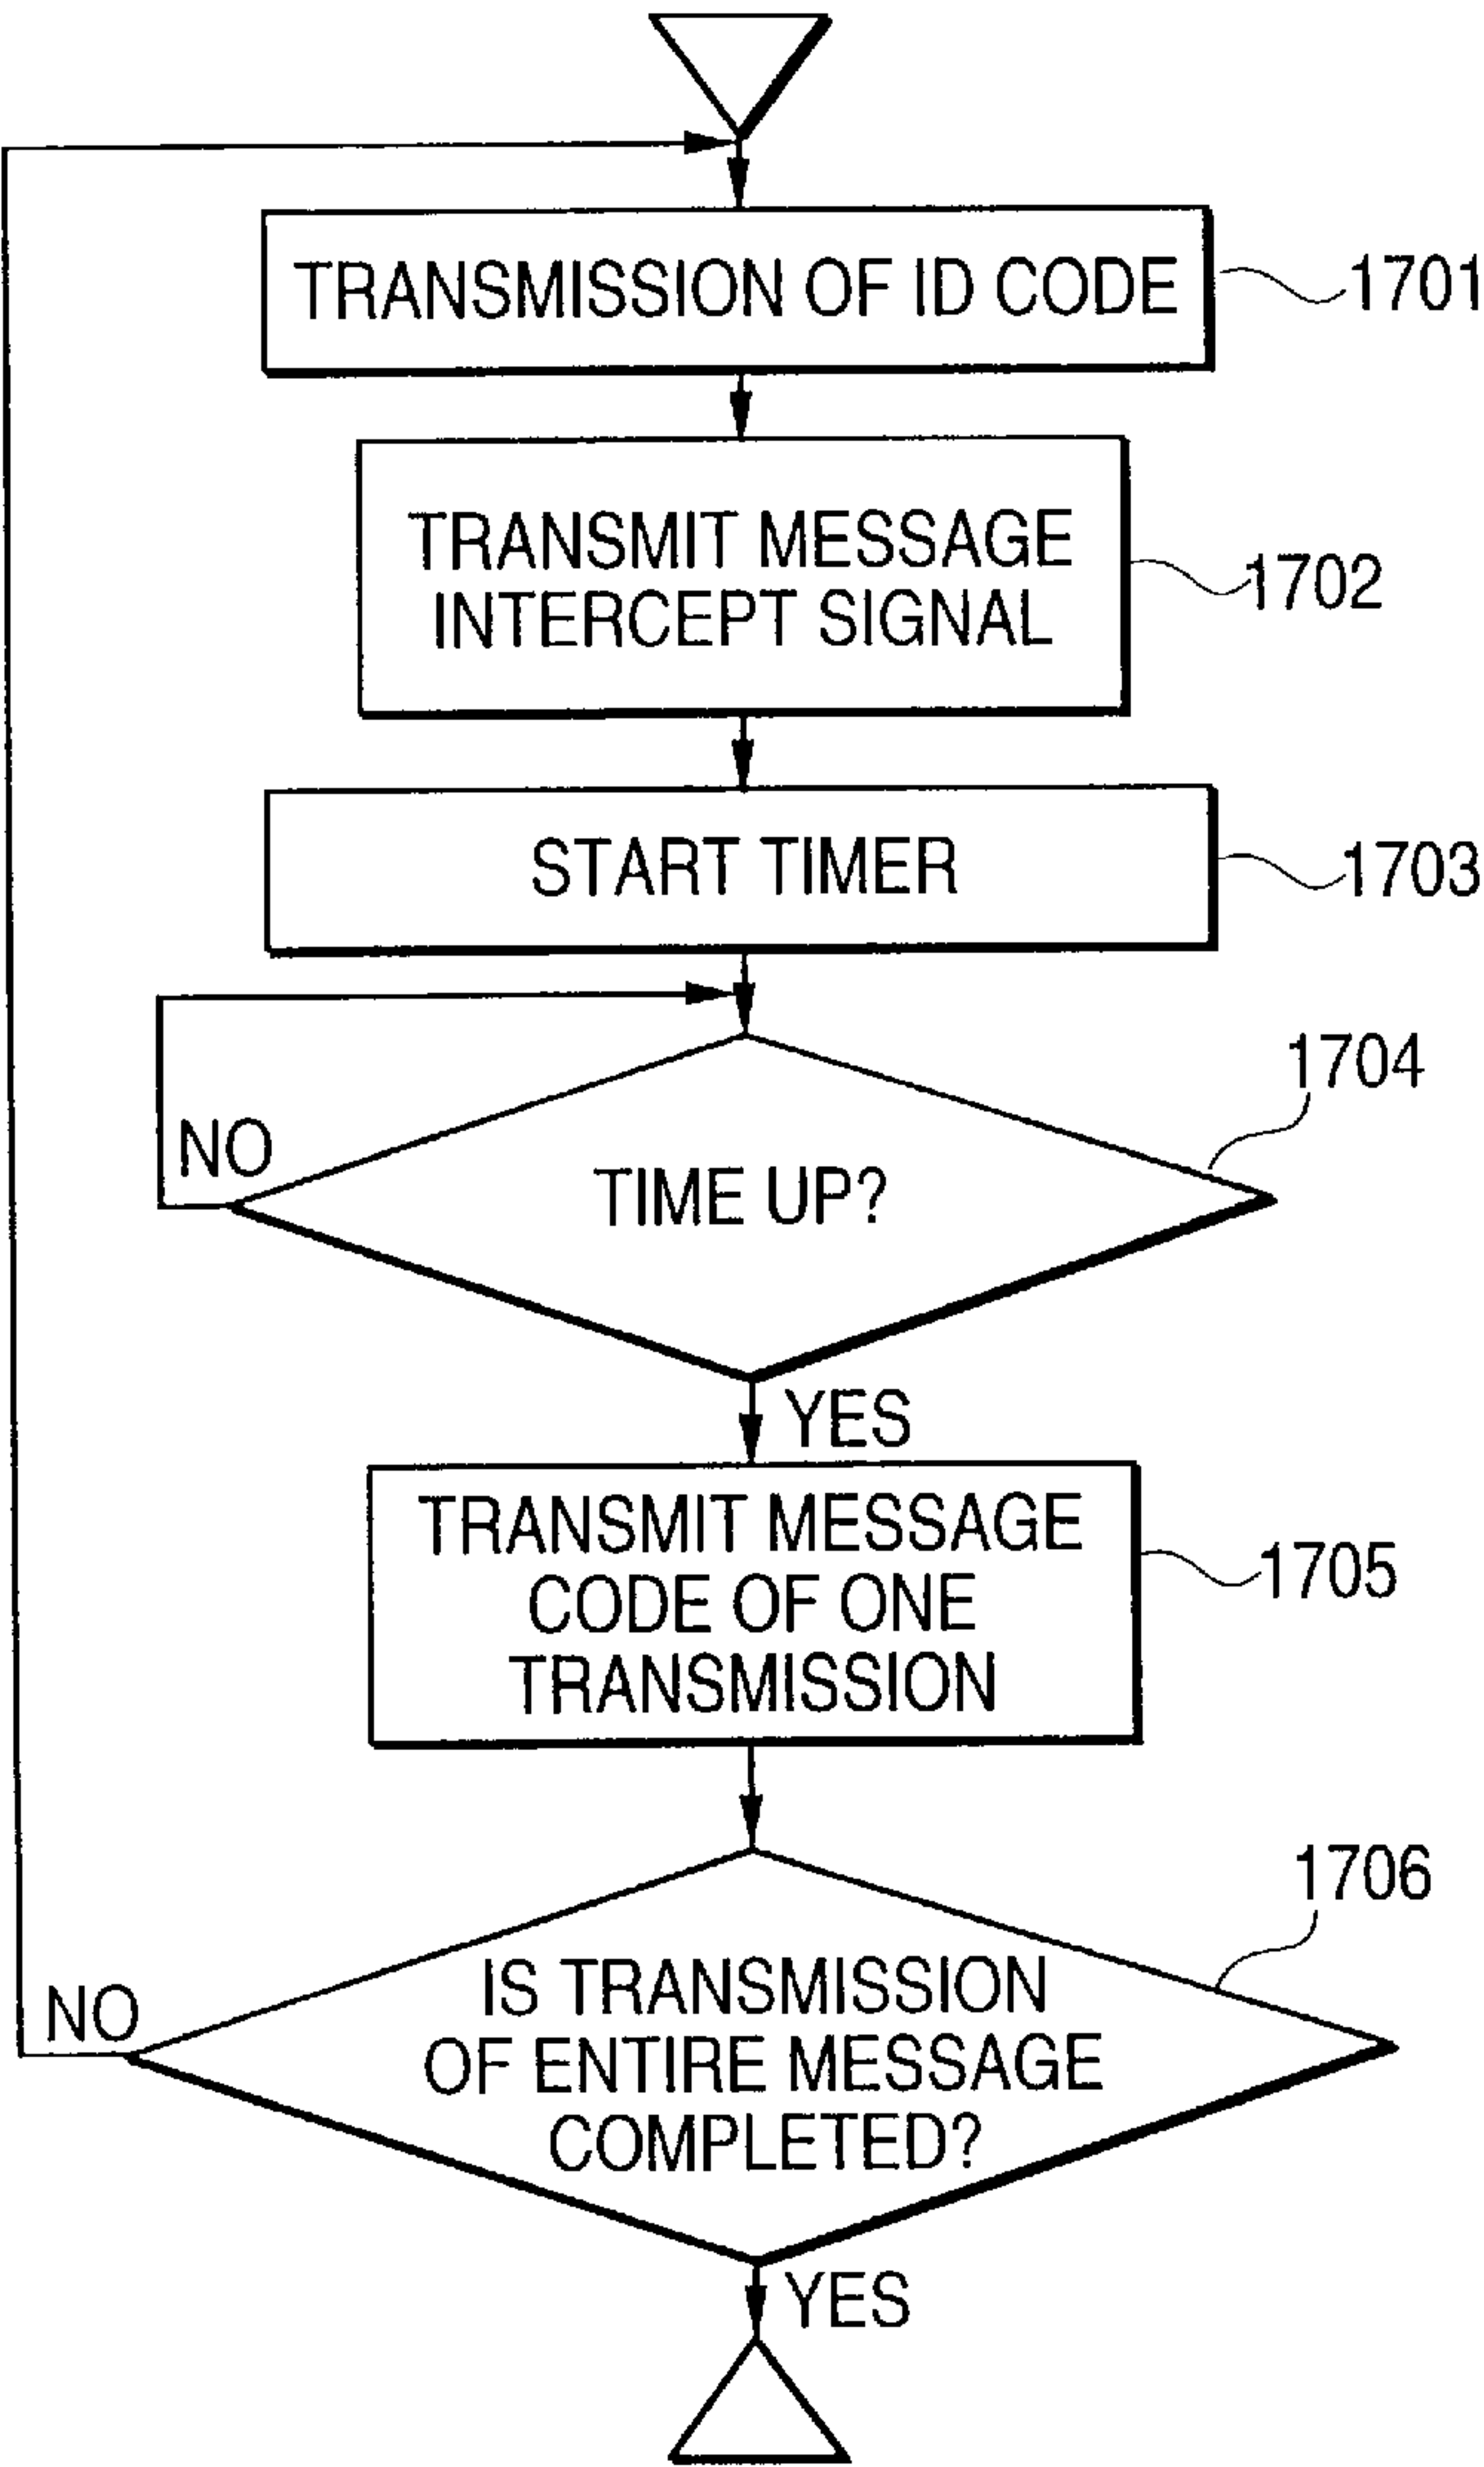 TRANSMISSION OF ID CODE
1701
TRANSMIT MESSAGE
INTERCEPT SIGNAL
1702
START TIMER
1703
1704
NO
TIME UP?
YES
TRANSMIT MESSAGE
CODE OF ONE
TRANSMISSION
1705
1706
NO
IS TRANSMISSION
OF ENTIRE MESSAGE
COMPLETED?
YES